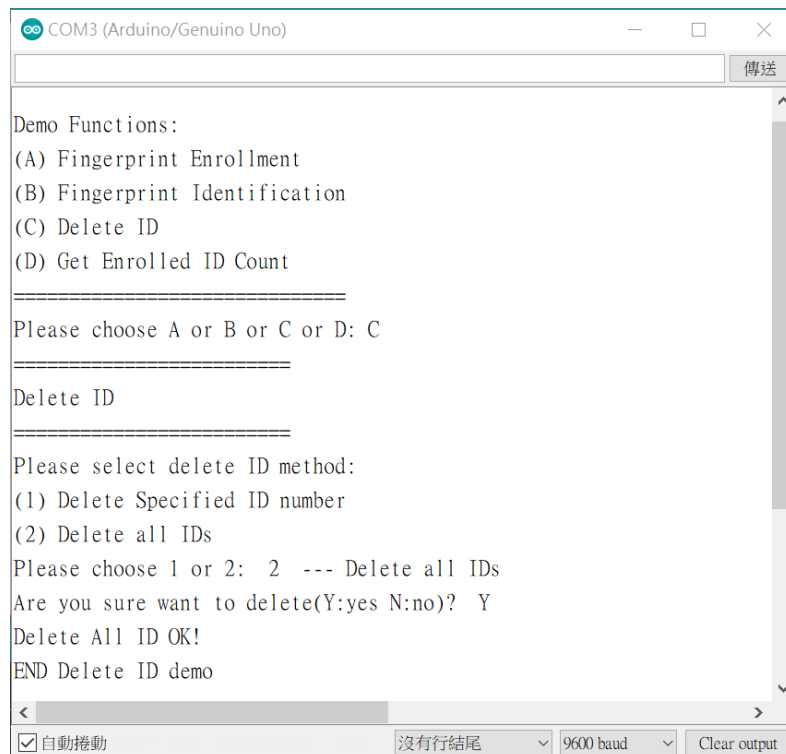 COM3 (Arduino/Genuino Uno)
傳送
Demo Functions:
(A) Fingerprint Enrollment
(B) Fingerprint Identification
(C) Delete ID
(D) Get Enrolled ID Count
==============================
Please choose A or B or C or D: C
=========================
Delete ID
=========================
Please select delete ID method:
(1) Delete Specified ID number
(2) Delete all IDs
Please choose 1 or 2:  2  --- Delete all IDs
Are you sure want to delete(Y:yes N:no)?  Y
Delete All ID OK!
END Delete ID demo
自動捲動 沒有行結尾 9600 baud Clear output